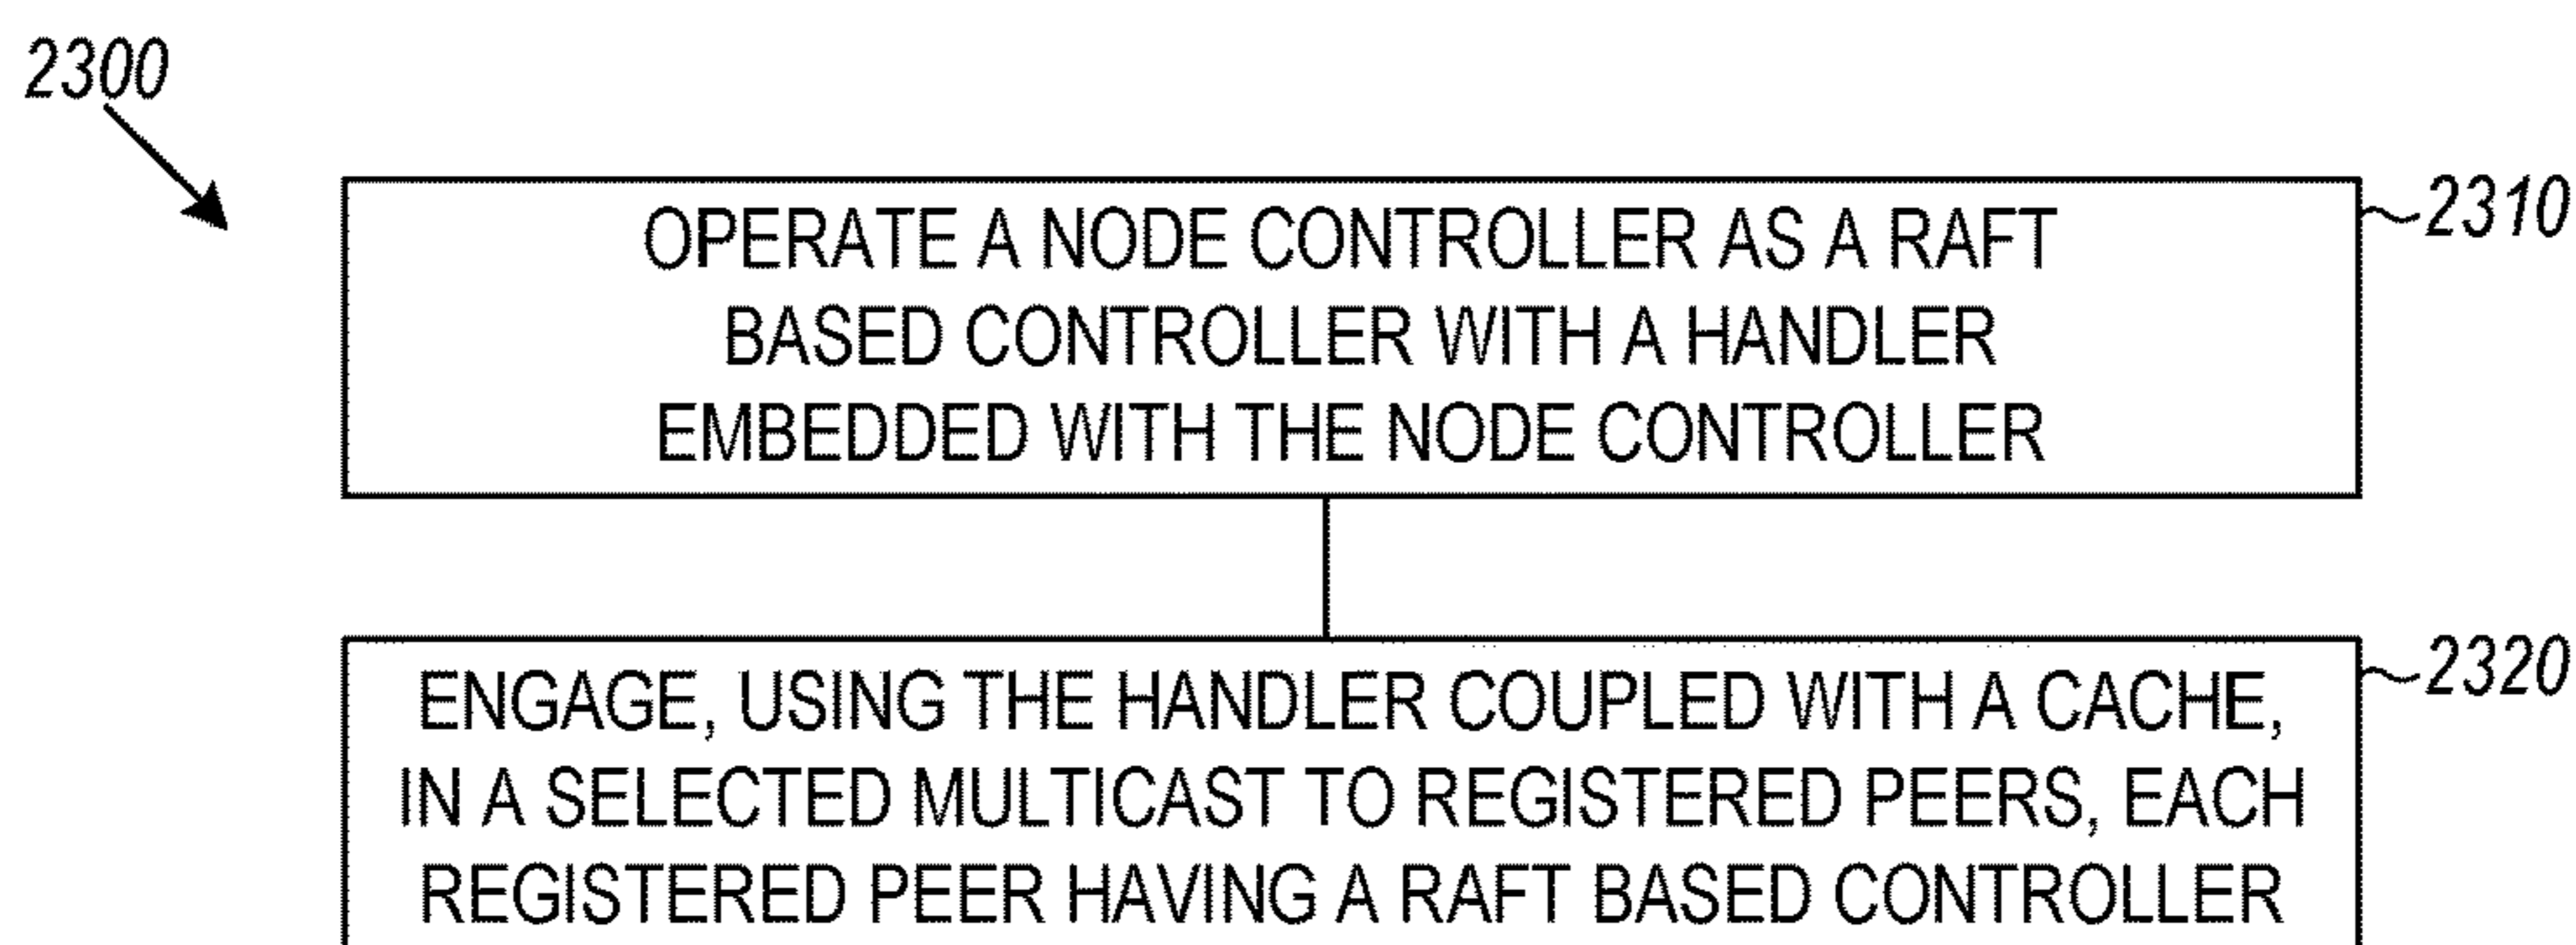 2300
OPERATE A NODE CONTROLLER AS A RAFT
2310
BASED CONTROLLER WITH A HANDLER
EMBEDDED WITH THE NODE CONTROLLER
ENGAGE, USING THE HANDLER COUPLED WITH A CACHE,
2320
IN A SELECTED MULTICAST TO REGISTERED PEERS, EACH
REGISTERED PEER HAVING A RAFT BASED CONTROLLER